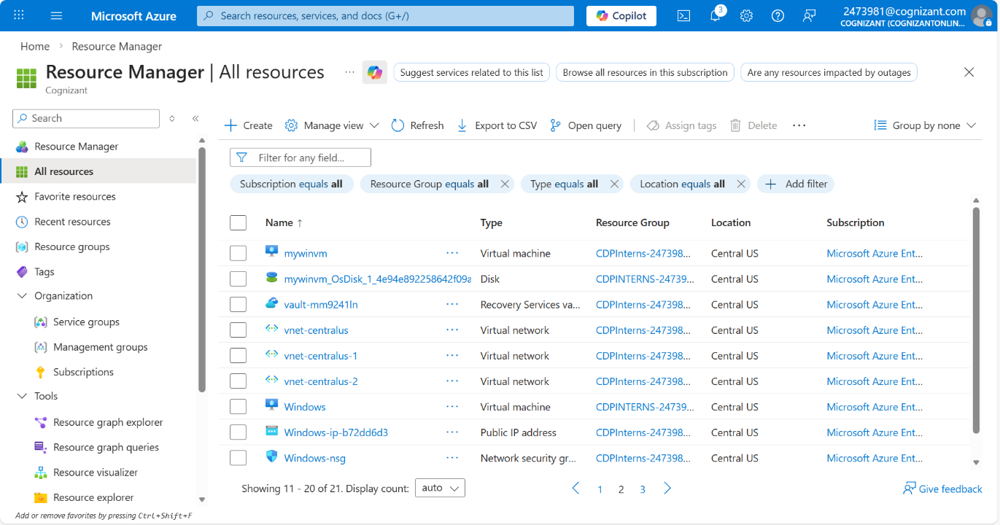 Microsoft Azure
Search resources, services, and docs (G+/)
Copilot
3
2473981@cognizant.com
COGNIZANT (COGNIZANTONLIN...
Home > Resource Manager
Resource Manager | All resources
...
Suggest services related to this list
Browse all resources in this subscription
Are any resources impacted by outages
Cognizant
Search
Create
Manage view
Refresh
Export to CSV
Open query
Assign tags
Delete
...
Group by none
Resource Manager
All resources
Favorite resources
Recent resources
Resource groups
Tags
Organization
Service groups
Management groups
Subscriptions
Tools
Resource graph explorer
Resource graph queries
Resource visualizer
Resource explorer
Add or remove favorites by pressing Ctrl+Shift+F
Filter for any field...
Subscription equals all
Resource Group equals all
Type equals all
Location equals all
Add filter
Name ↑ Type Resource Group Location Subscription
mywinvm ... Virtual machine CDPInterns-247398... Central US Microsoft Azure Ent...
mywinvm_OsDisk_1_4e94e892258642f09a Disk CDPINTERNS-24739... Central US Microsoft Azure Ent...
vault-mm9241ln ... Recovery Services va... CDPInterns-247398... Central US Microsoft Azure Ent...
vnet-centralus ... Virtual network CDPInterns-247398... Central US Microsoft Azure Ent...
vnet-centralus-1 ... Virtual network CDPInterns-247398... Central US Microsoft Azure Ent...
vnet-centralus-2 ... Virtual network CDPInterns-247398... Central US Microsoft Azure Ent...
Windows ... Virtual machine CDPINTERNS-24739... Central US Microsoft Azure Ent...
Windows-ip-b72dd6d3 ... Public IP address CDPInterns-247398... Central US Microsoft Azure Ent...
Windows-nsg ... Network security gr... CDPInterns-247398... Central US Microsoft Azure Ent...
Showing 11 - 20 of 21. Display count: auto
1 2 3
Give feedback